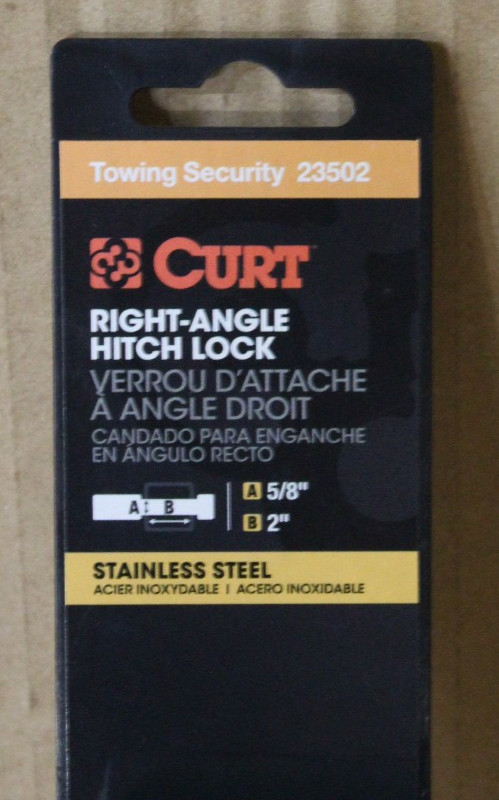 Towing Security 23502
CURT™
RIGHT-ANGLE
HITCH LOCK
VERROU D'ATTACHE
À ANGLE DROIT
CANDADO PARA ENGANCHE
EN ÁNGULO RECTO
A B
A 5/8"
B 2"
STAINLESS STEEL
ACIER INOXYDABLE | ACERO INOXIDABLE